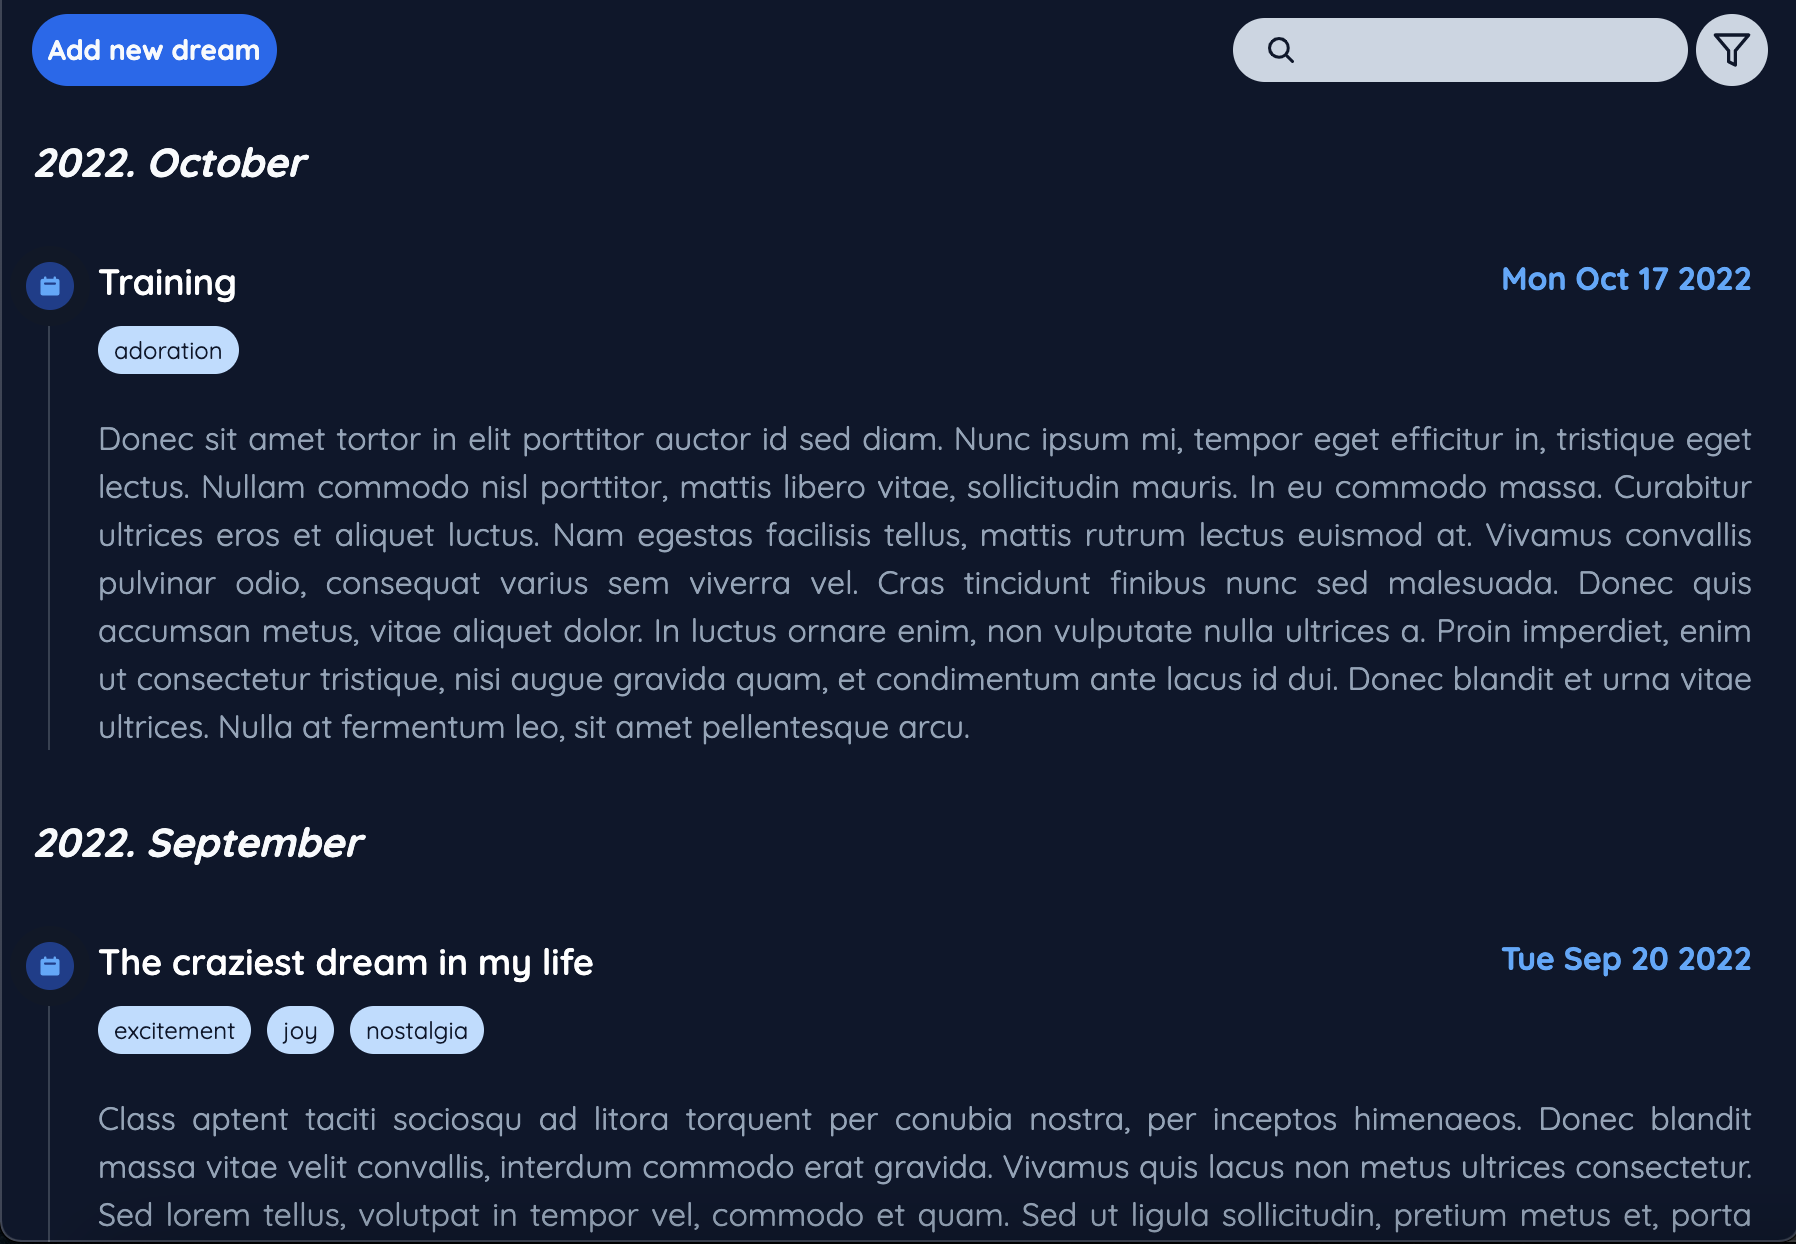 Add new dream
2022. October
Training
Mon Oct 17 2022
adoration
Donec sit amet tortor in elit porttitor auctor id sed diam. Nunc ipsum mi, tempor eget efficitur in, tristique eget
lectus. Nullam commodo nisl porttitor, mattis libero vitae, sollicitudin mauris. In eu commodo massa. Curabitur
ultrices eros et aliquet luctus. Nam egestas facilisis tellus, mattis rutrum lectus euismod at. Vivamus convallis
pulvinar odio, consequat varius sem viverra vel. Cras tincidunt finibus nunc sed malesuada. Donec quis
accumsan metus, vitae aliquet dolor. In luctus ornare enim, non vulputate nulla ultrices a. Proin imperdiet, enim
ut consectetur tristique, nisi augue gravida quam, et condimentum ante lacus id dui. Donec blandit et urna vitae
ultrices. Nulla at fermentum leo, sit amet pellentesque arcu.
2022. September
The craziest dream in my life
Tue Sep 20 2022
excitement joy nostalgia
Class aptent taciti sociosqu ad litora torquent per conubia nostra, per inceptos himenaeos. Donec blandit
massa vitae velit convallis, interdum commodo erat gravida. Vivamus quis lacus non metus ultrices consectetur.
Sed lorem tellus, volutpat in tempor vel, commodo et quam. Sed ut ligula sollicitudin, pretium metus et, porta